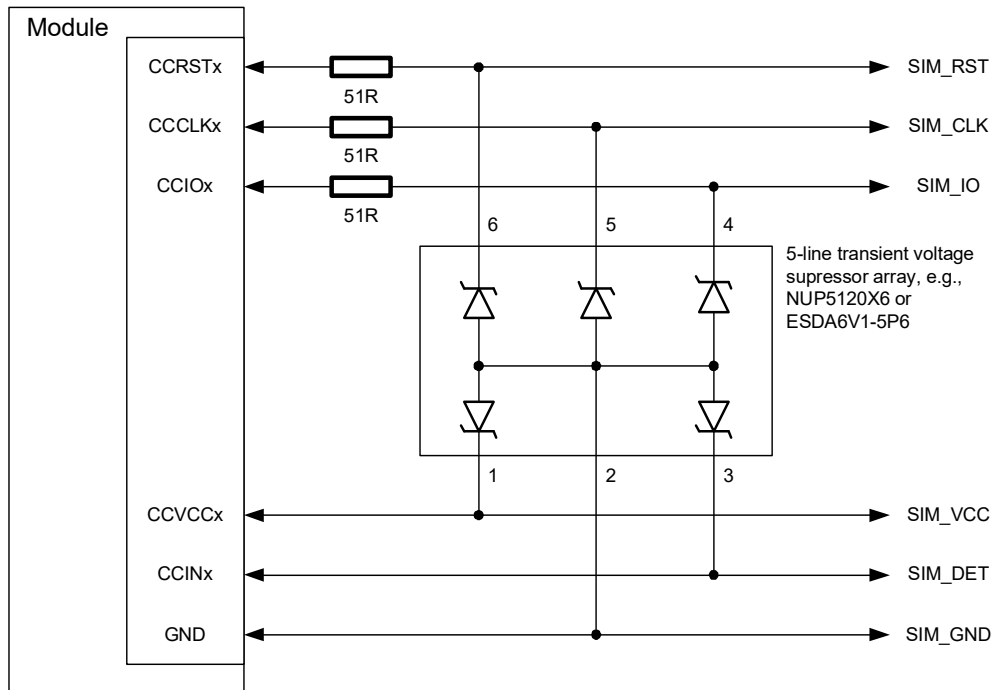 Module
CCRSTx
51R
SIM_RST
CCCLKx
51R
SIM_CLK
CCIOx
51R
SIM_IO
6 5 4
5-line transient voltage
supressor array, e.g.,
NUP5120X6 or
ESDA6V1-5P6
1 2 3
CCVCCx
SIM_VCC
CCINx
SIM_DET
GND
SIM_GND